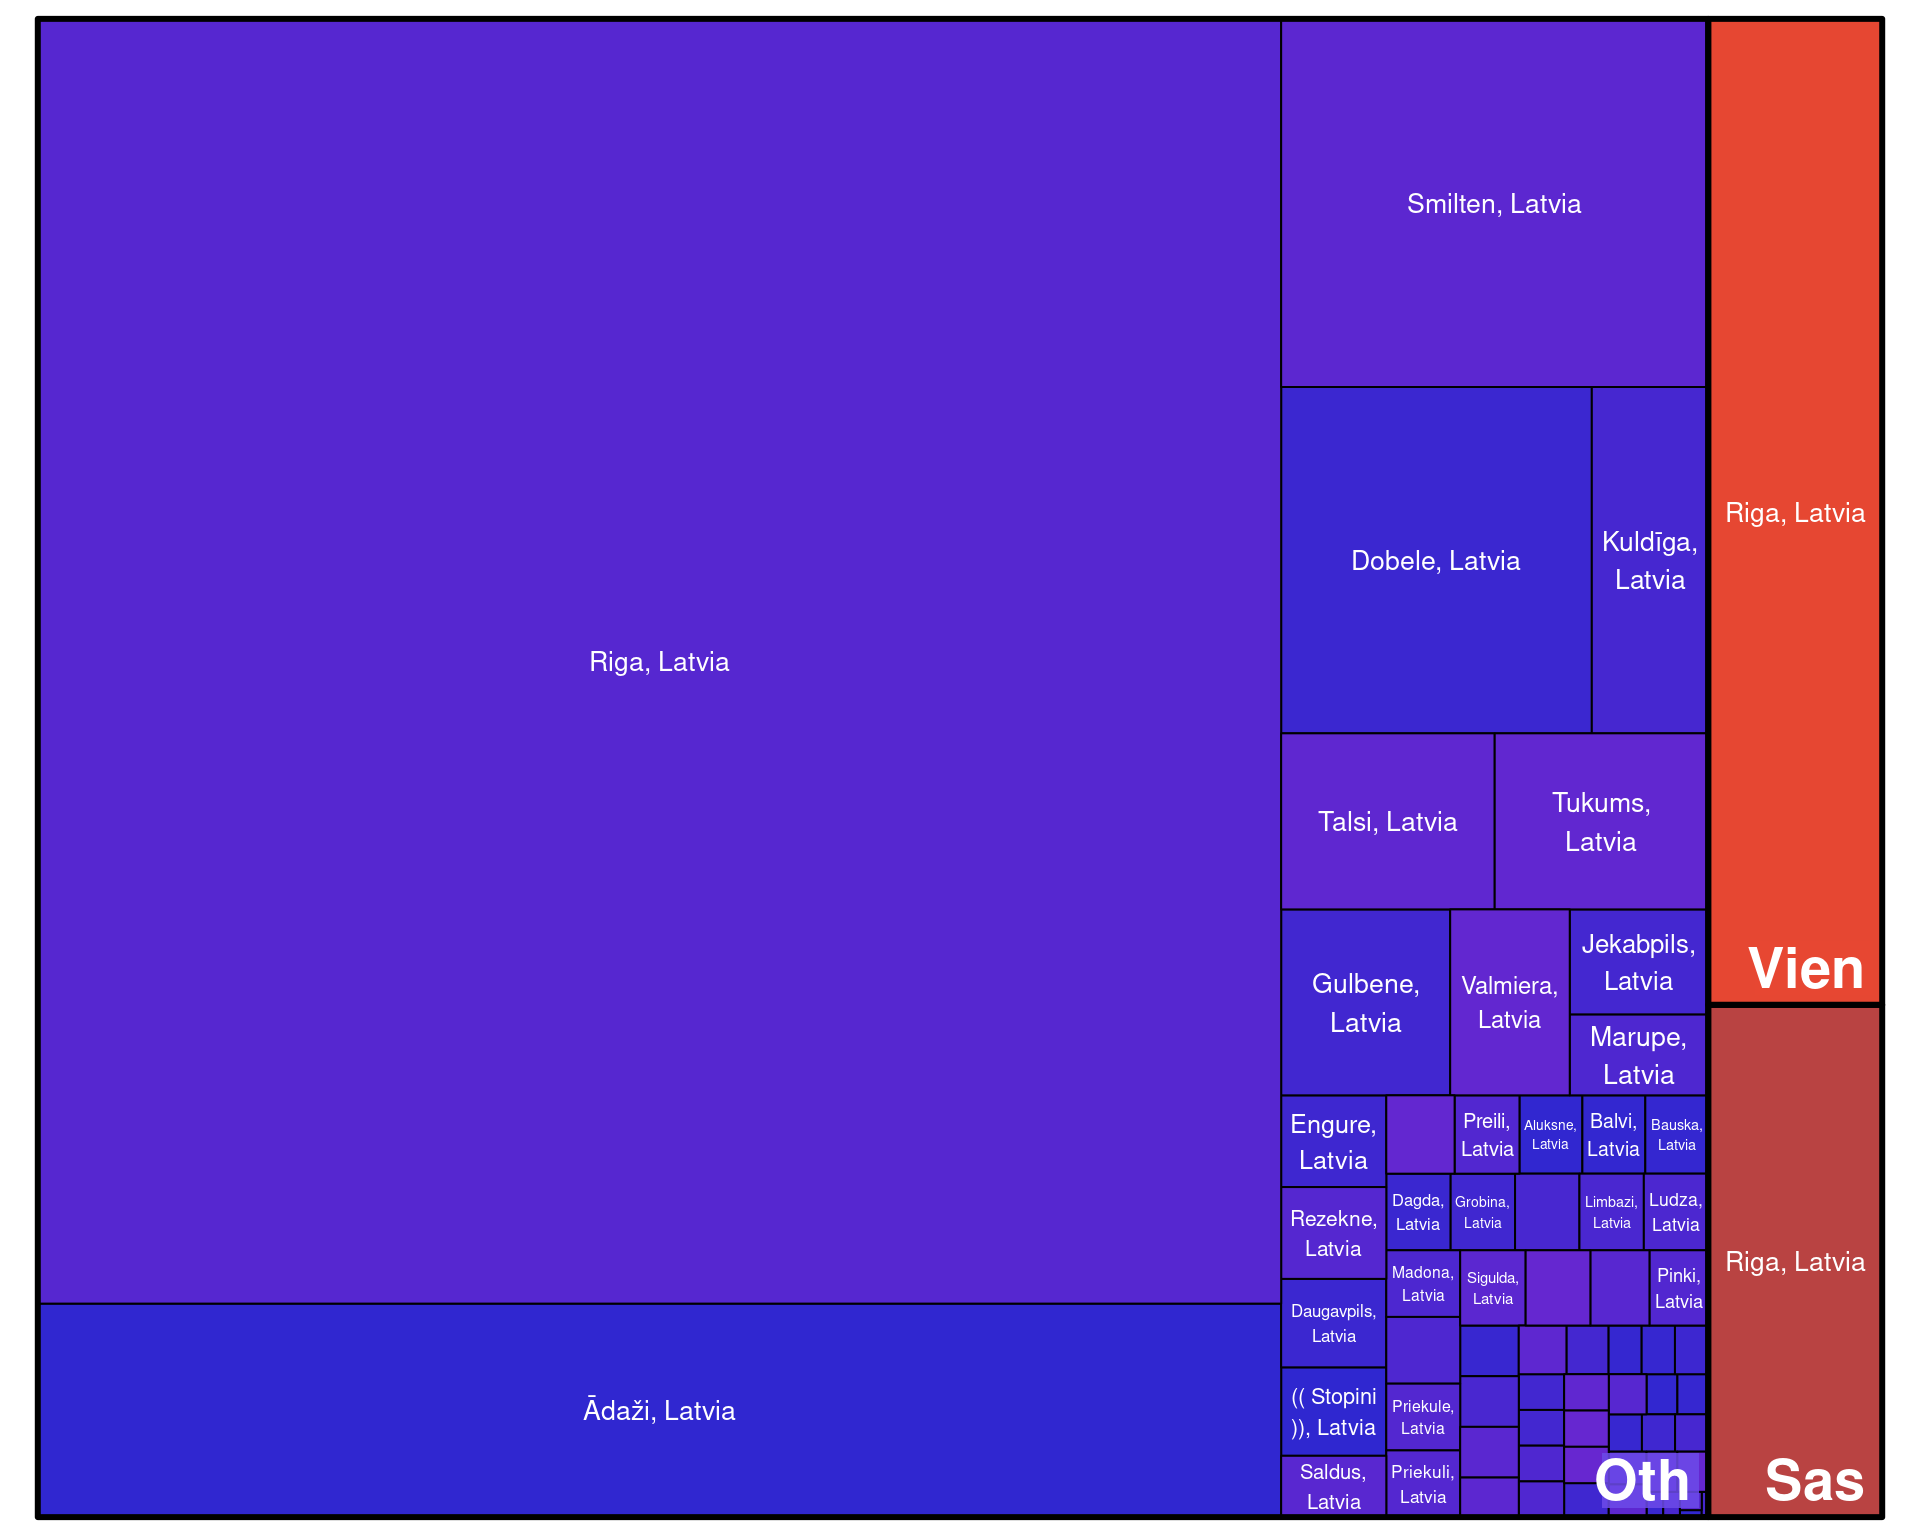 Riga, Latvia
Ādaži, Latvia
Smilten, Latvia
Dobele, Latvia
Kuldīga,
Latvia
Talsi, Latvia
Tukums,
Latvia
Gulbene,
Latvia
Valmiera,
Latvia
Jekabpils,
Latvia
Marupe,
Latvia
Engure,
Latvia
Rezekne,
Latvia
Daugavpils,
Latvia
(( Stopini
)), Latvia
Saldus,
Latvia
Preili,
Latvia
Aluksne,
Latvia
Balvi,
Latvia
Bauska,
Latvia
Dagda,
Latvia
Grobina,
Latvia
Limbazi,
Latvia
Ludza,
Latvia
Madona,
Latvia
Sigulda,
Latvia
Pinki,
Latvia
Priekule,
Latvia
Priekuli,
Latvia
Oth
Riga, Latvia
Vien
Riga, Latvia
Sas